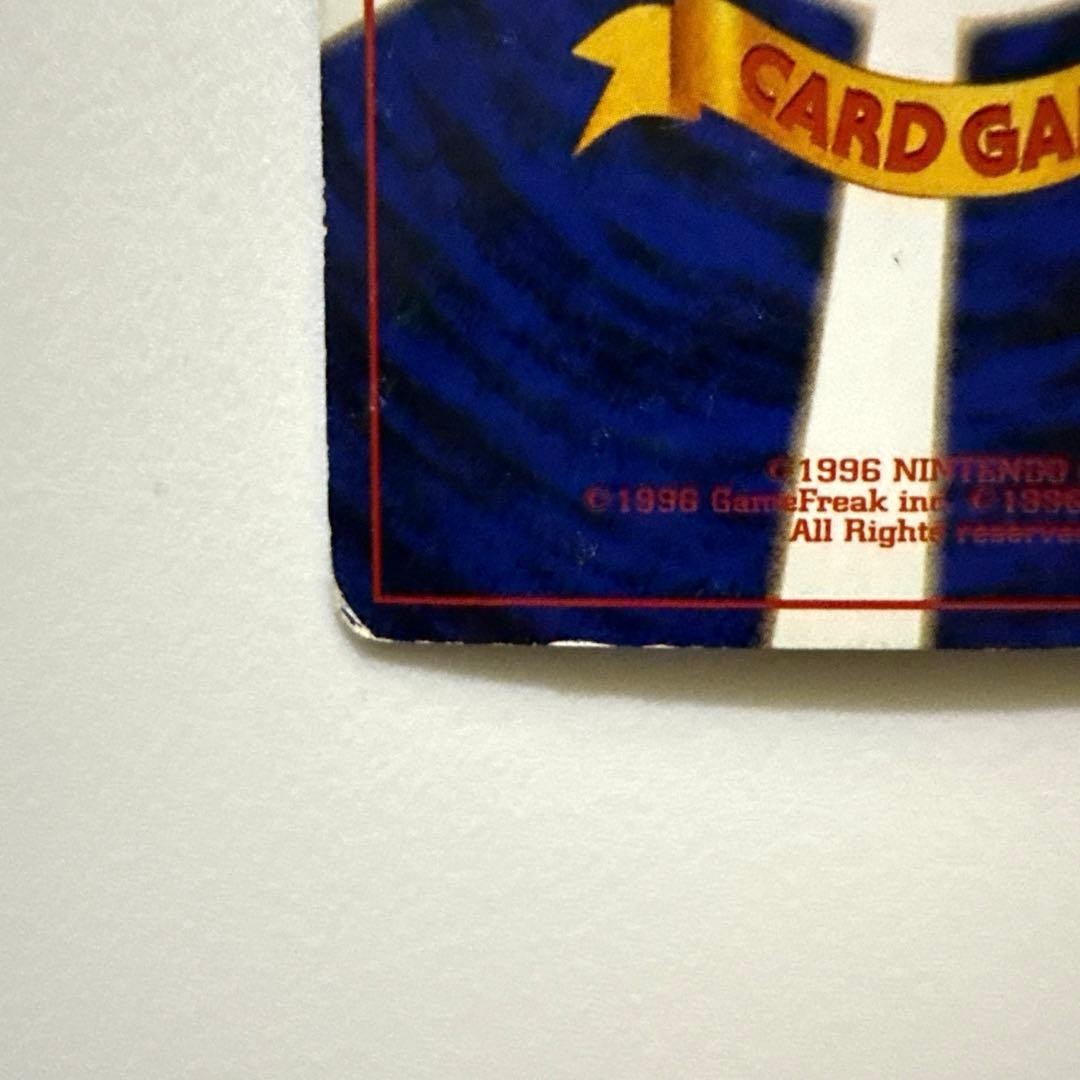 CARD GA
©1996 NINTENDO
©1996 GameFreak inc. ©1996
All Rights reserve